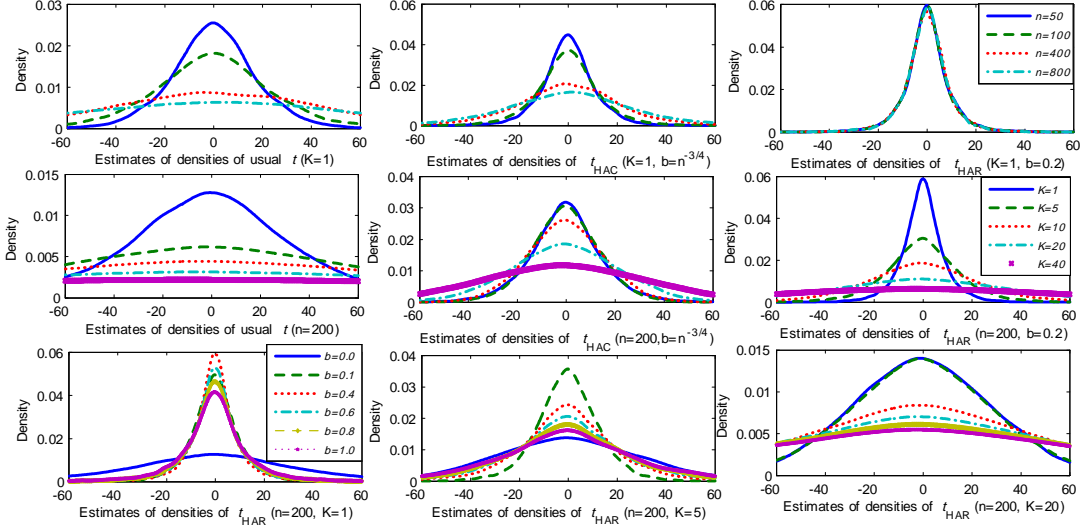 0.03
0.02
0.01
0
Density
-60 -40 -20 0 20 40 60
Estimates of densities of usual t (K=1)
0.06
0.04
0.02
0
Density
-60 -40 -20 0 20 40 60
Estimates of densities of t_HAC (K=1, b=n^-3/4)
0.06
0.04
0.02
0
Density
n=50
n=100
n=400
n=800
-60 -40 -20 0 20 40 60
Estimates of densities of t_HAR (K=1, b=0.2)
0.015
0.01
0.005
0
Density
-60 -40 -20 0 20 40 60
Estimates of densities of usual t (n=200)
0.04
0.03
0.02
0.01
0
Density
-60 -40 -20 0 20 40 60
Estimates of densities of t_HAC (n=200,b=n^-3/4)
0.06
0.04
0.02
0
Density
K=1
K=5
K=10
K=20
K=40
-60 -40 -20 0 20 40 60
Estimates of densities of t_HAR (n=200, b=0.2)
0.06
0.04
0.02
0
Density
b=0.0
b=0.1
b=0.4
b=0.6
b=0.8
b=1.0
-60 -40 -20 0 20 40 60
Estimates of densities of t_HAR (n=200, K=1)
0.04
0.03
0.02
0.01
0
Density
-60 -40 -20 0 20 40 60
Estimates of densities of t_HAR (n=200, K=5)
0.015
0.01
0.005
0
Density
-60 -40 -20 0 20 40 60
Estimates of densities of t_HAR (n=200, K=20)